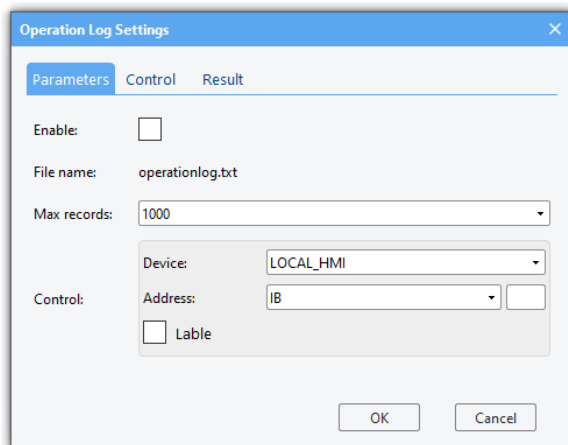 Operation Log Settings
Parameters Control Result
Enable:
File name: operationlog.txt
Max records: 1000
Control:
Device: LOCAL_HMI
Address: IB
Lable
OK Cancel